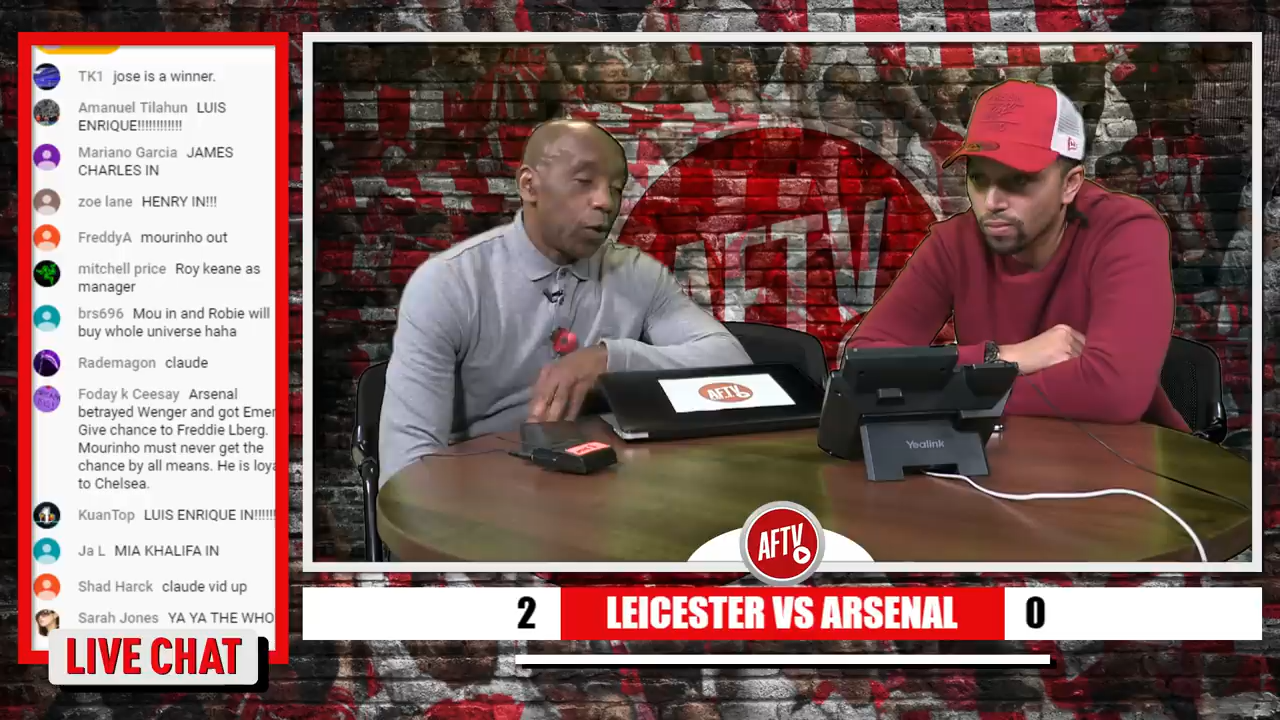 TK1 jose is a winner.
Amanuel Tilahun LUIS
ENRIQUE!!!!!!!!!!!!
Mariano Garcia JAMES
CHARLES IN
zoe lane HENRY IN!!!
FreddyA mourinho out
mitchell price Roy keane as
manager
brs696 Mou in and Robie will
buy whole universe haha
Rademagon claude
Foday k Ceesay Arsenal
betrayed Wenger and got Emer
Give chance to Freddie Lberg.
Mourinho must never get the
chance by all means. He is loya
to Chelsea.
KuanTop LUIS ENRIQUE IN!!!!!!
Ja L MIA KHALIFA IN
Shad Harck claude vid up
Sarah Jones YA YA THE WHO
LIVE CHAT
AFTV
AFTV
Yealink
AFTV
2 LEICESTER VS ARSENAL 0